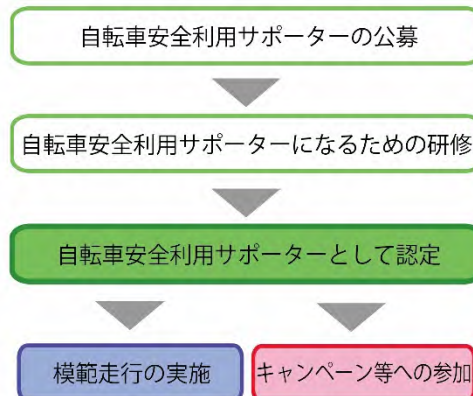 自転車安全利用サポーターの公募
自転車安全利用サポーターになるための研修
自転車安全利用サポーターとして認定
模範走行の実施
キャンペーン等への参加